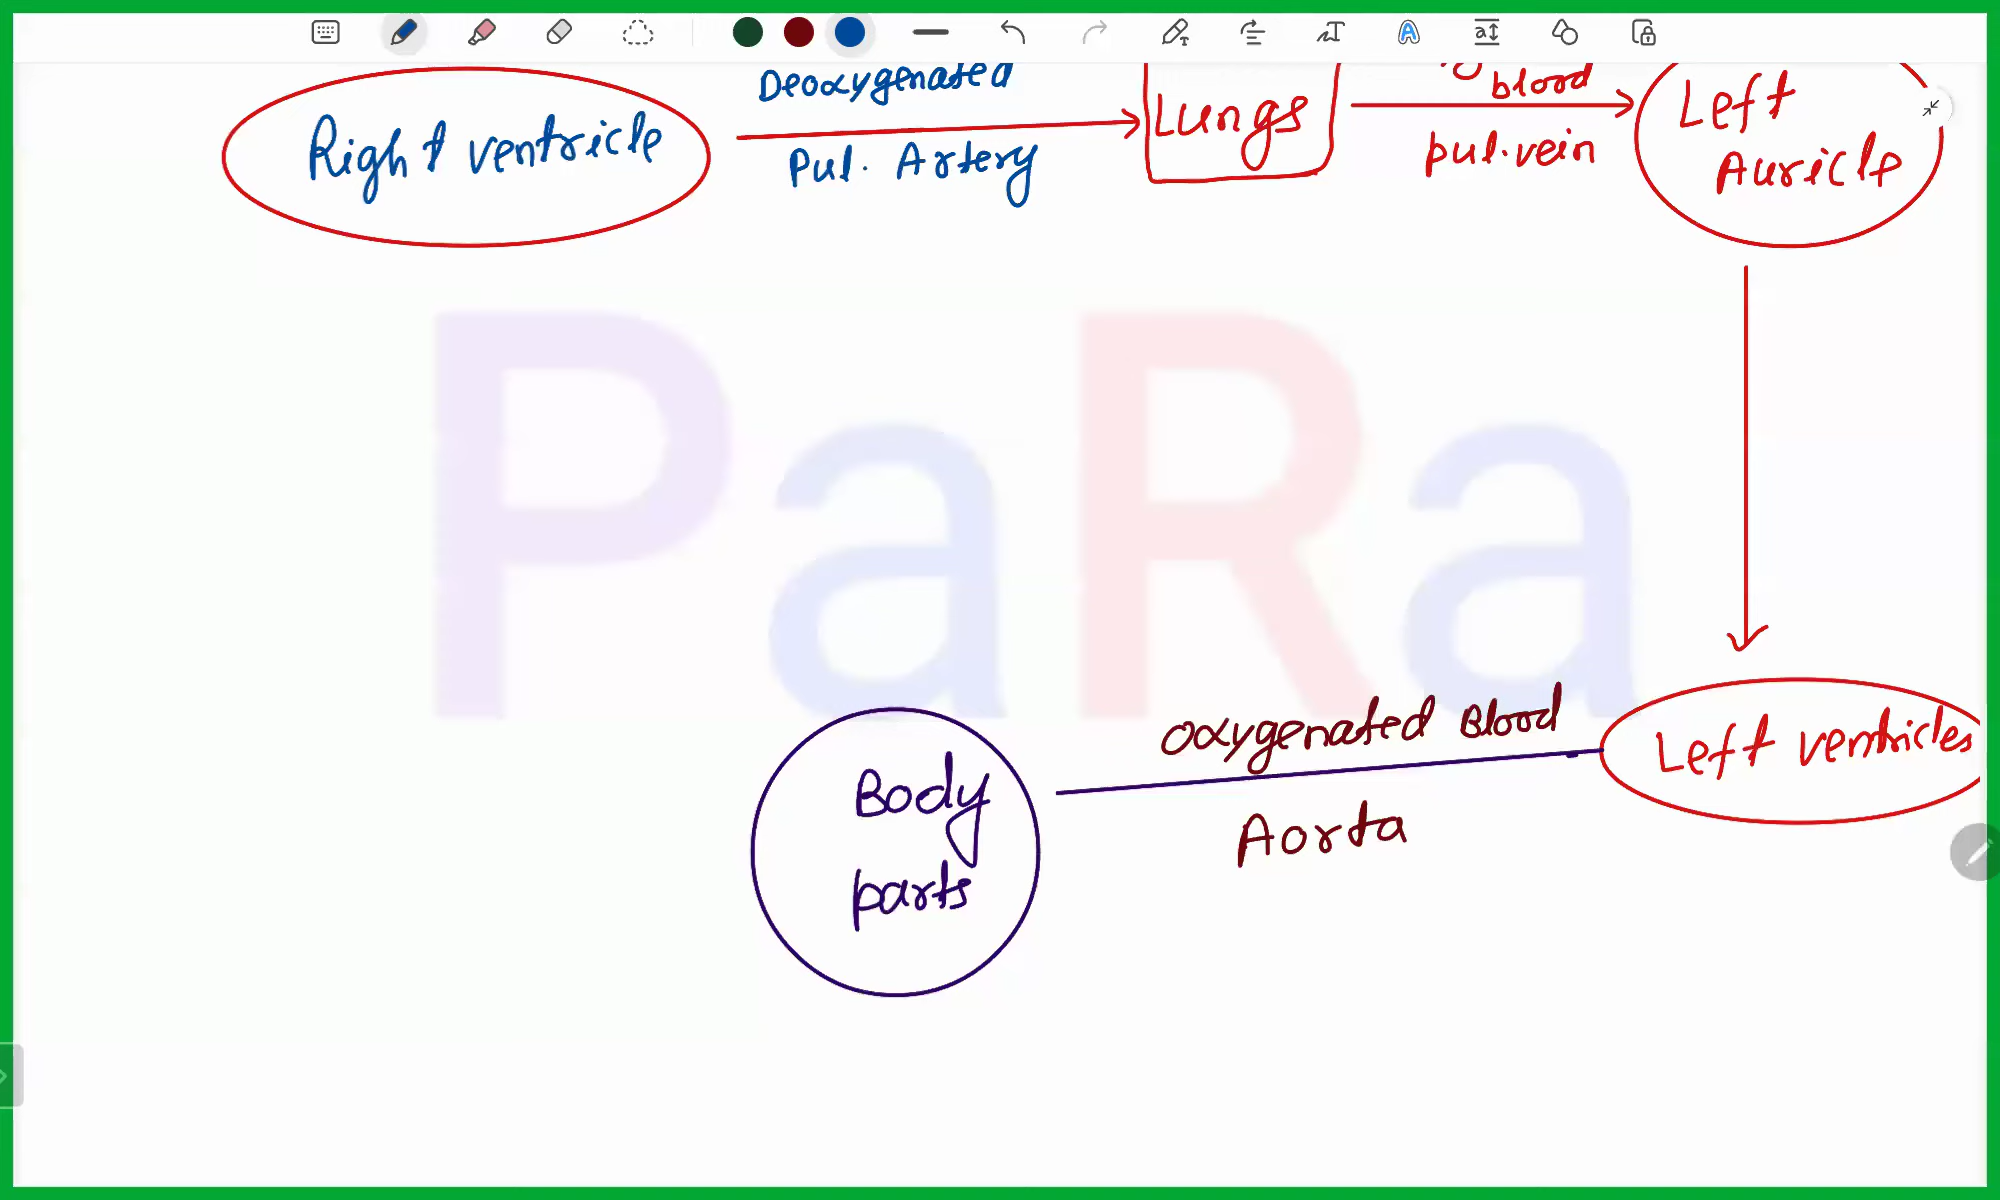 Deoxygenated
Right ventricle
Pul. Artery
Lungs
blood
pul. vein
Left
Auricle
PaRa
Oxygenated Blood
Left ventricles
Aorta
Body
parts